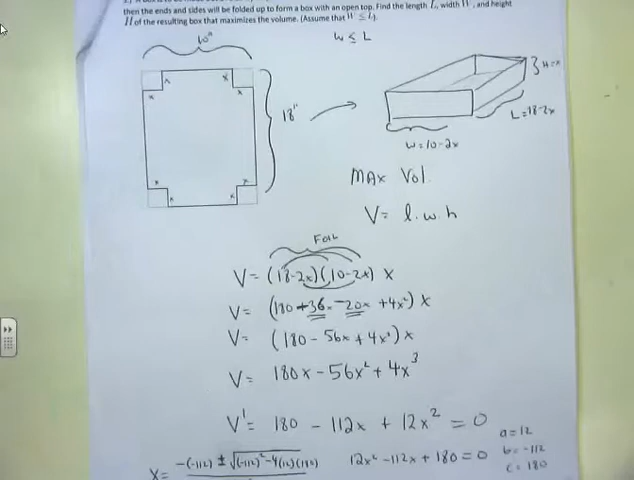 then the ends and sides will be folded up to form a box with an open top. Find the length L, width W, and height
H of the resulting box that maximizes the volume. (Assume that W ≤ L).
10"
W ≤ L
x
x
x
x
18"
H=x
L=18-2x
W=10-2x
x
x
x
x
MAX Vol.
V= l.w.h
FOIL
V= (18-2x)(10-2x) x
V= (180 -36x -20x +4x²) x
V= (180 - 56x + 4x²) x
V= 180x - 56x² + 4x³
V' = 180 - 112x + 12x² = 0
a=12
b=-112
c=180
12x² -112x + 180 = 0
x= -(-112) ± √(-112)² -4(12)(180)